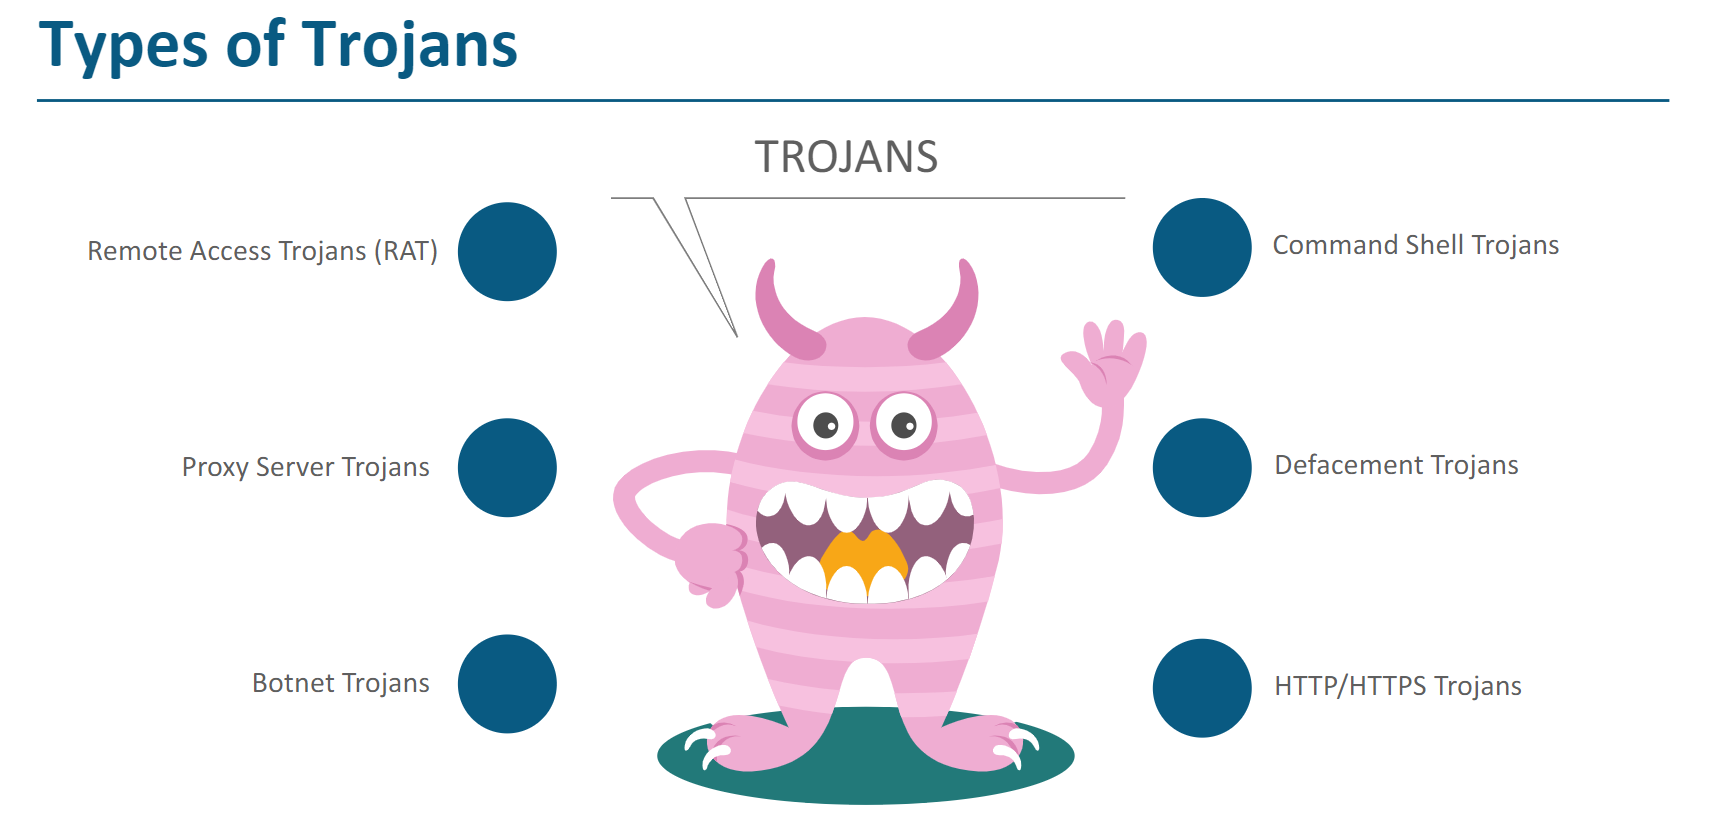 Types of Trojans
TROJANS
Remote Access Trojans (RAT)
Command Shell Trojans
Proxy Server Trojans
Defacement Trojans
Botnet Trojans
HTTP/HTTPS Trojans